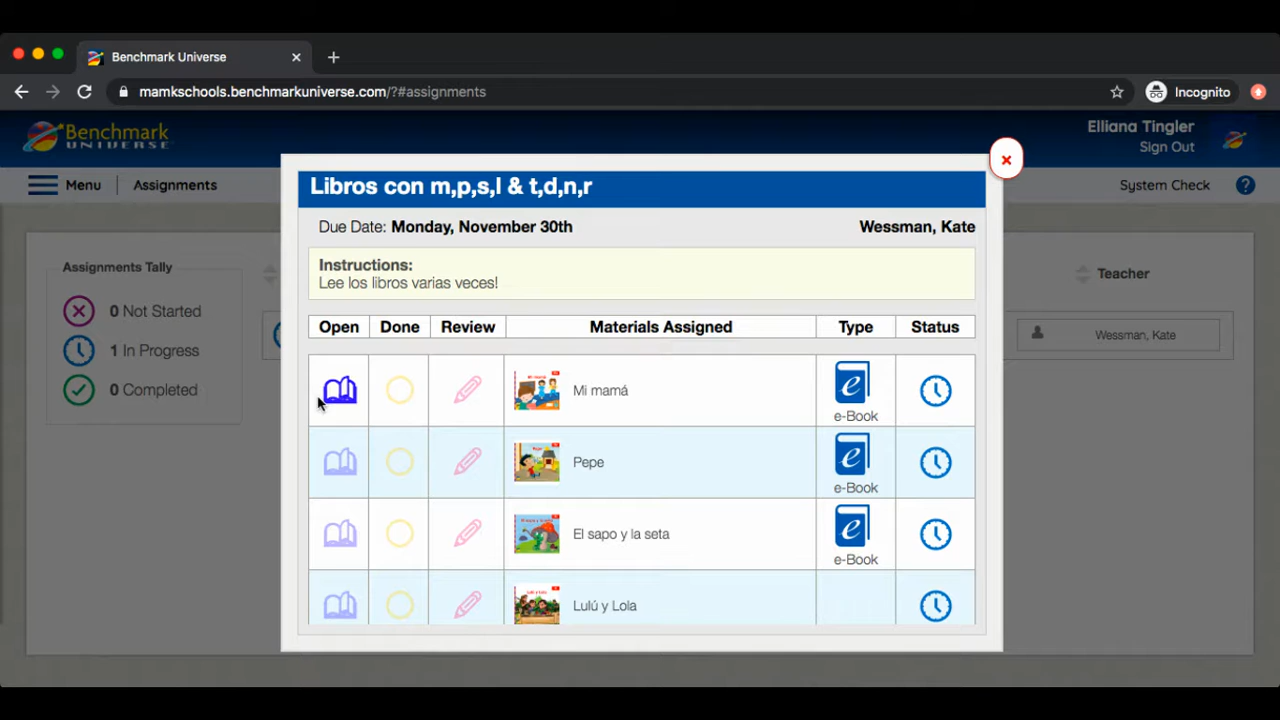 Benchmark Universe
mamkschools.benchmarkuniverse.com/?#assignments
Incognito
Benchmark
UNIVERSE
Elliana Tingler
Sign Out
Menu
Assignments
System Check
?
Libros con m,p,s,l & t,d,n,r
Due Date: Monday, November 30th
Wessman, Kate
Instructions:
Lee los libros varias veces!
Assignments Tally
0 Not Started
1 In Progress
0 Completed
Teacher
Wessman, Kate
Open Done Review Materials Assigned Type Status
Mi mamá
e-Book
Pepe
e-Book
El sapo y la seta
e-Book
Lulú y Lola